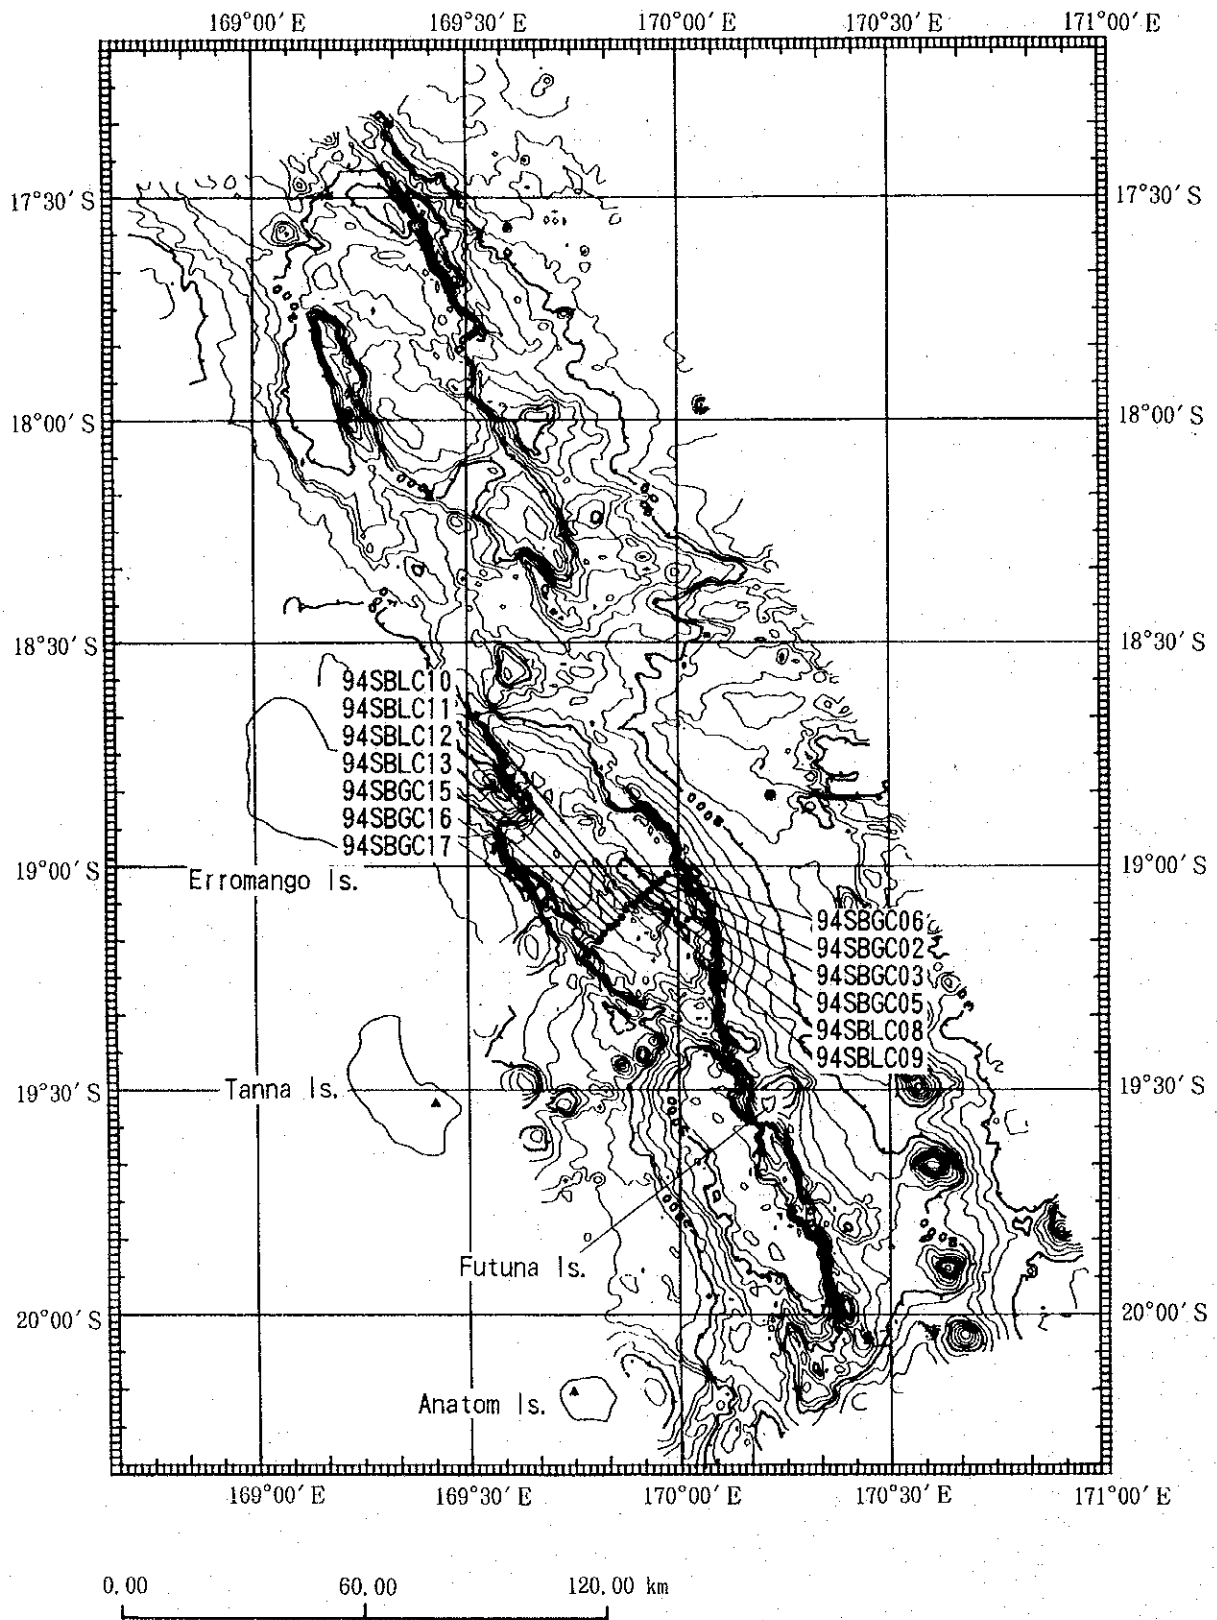 169°00′ E 169°30′ E 170°00′ E 170°30′ E 171°00′ E
17°30′ S 17°30′ S
18°00′ S 18°00′ S
18°30′ S 18°30′ S
94SBLC10
94SBLC11
94SBLC12
94SBLC13
94SBGC15
94SBGC16
94SBGC17
19°00′ S 19°00′ S
Erromango Is.
94SBGC06
94SBGC02
94SBGC03
94SBGC05
94SBLC08
94SBLC09
Tanna Is.
19°30′ S 19°30′ S
Futuna Is.
20°00′ S 20°00′ S
Anatom Is.
169°00′ E 169°30′ E 170°00′ E 170°30′ E 171°00′ E
0.00 60.00 120.00 km